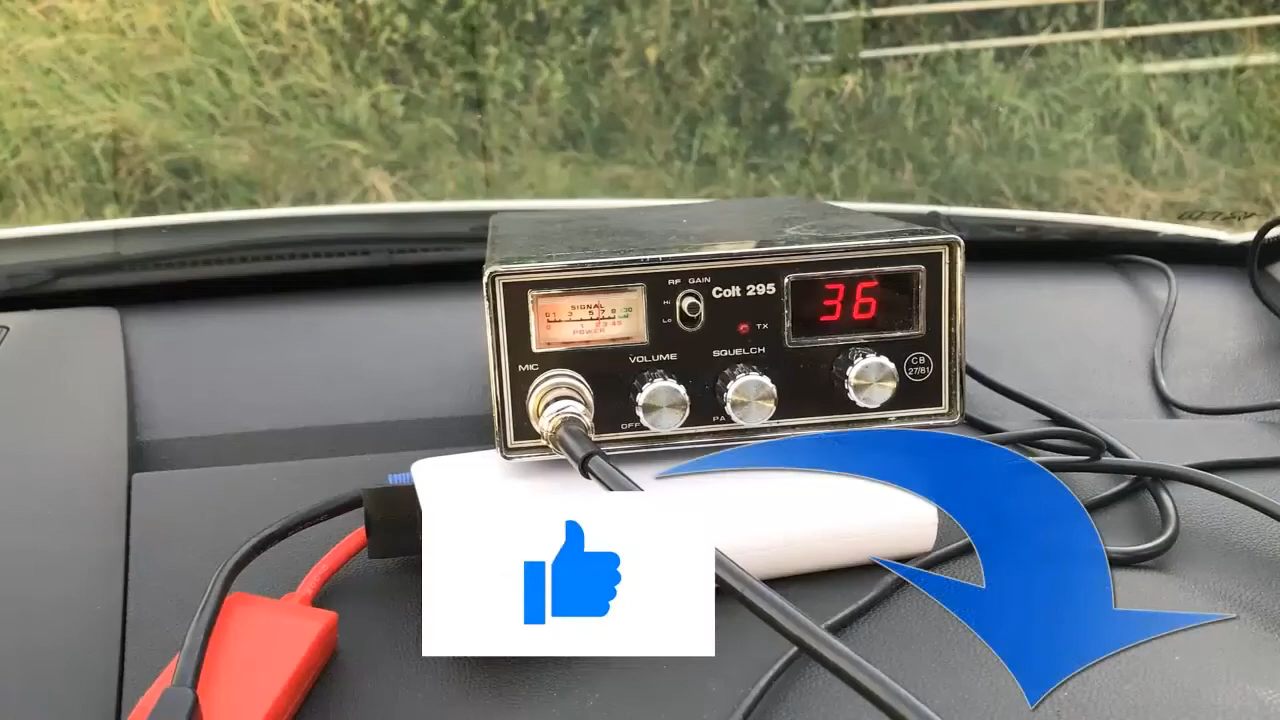 RF GAIN
Colt 295
36
SIGNAL
POWER
Hi
Lo
TX
VOLUME
SQUELCH
MIC
CB
27/81
OFF
PA